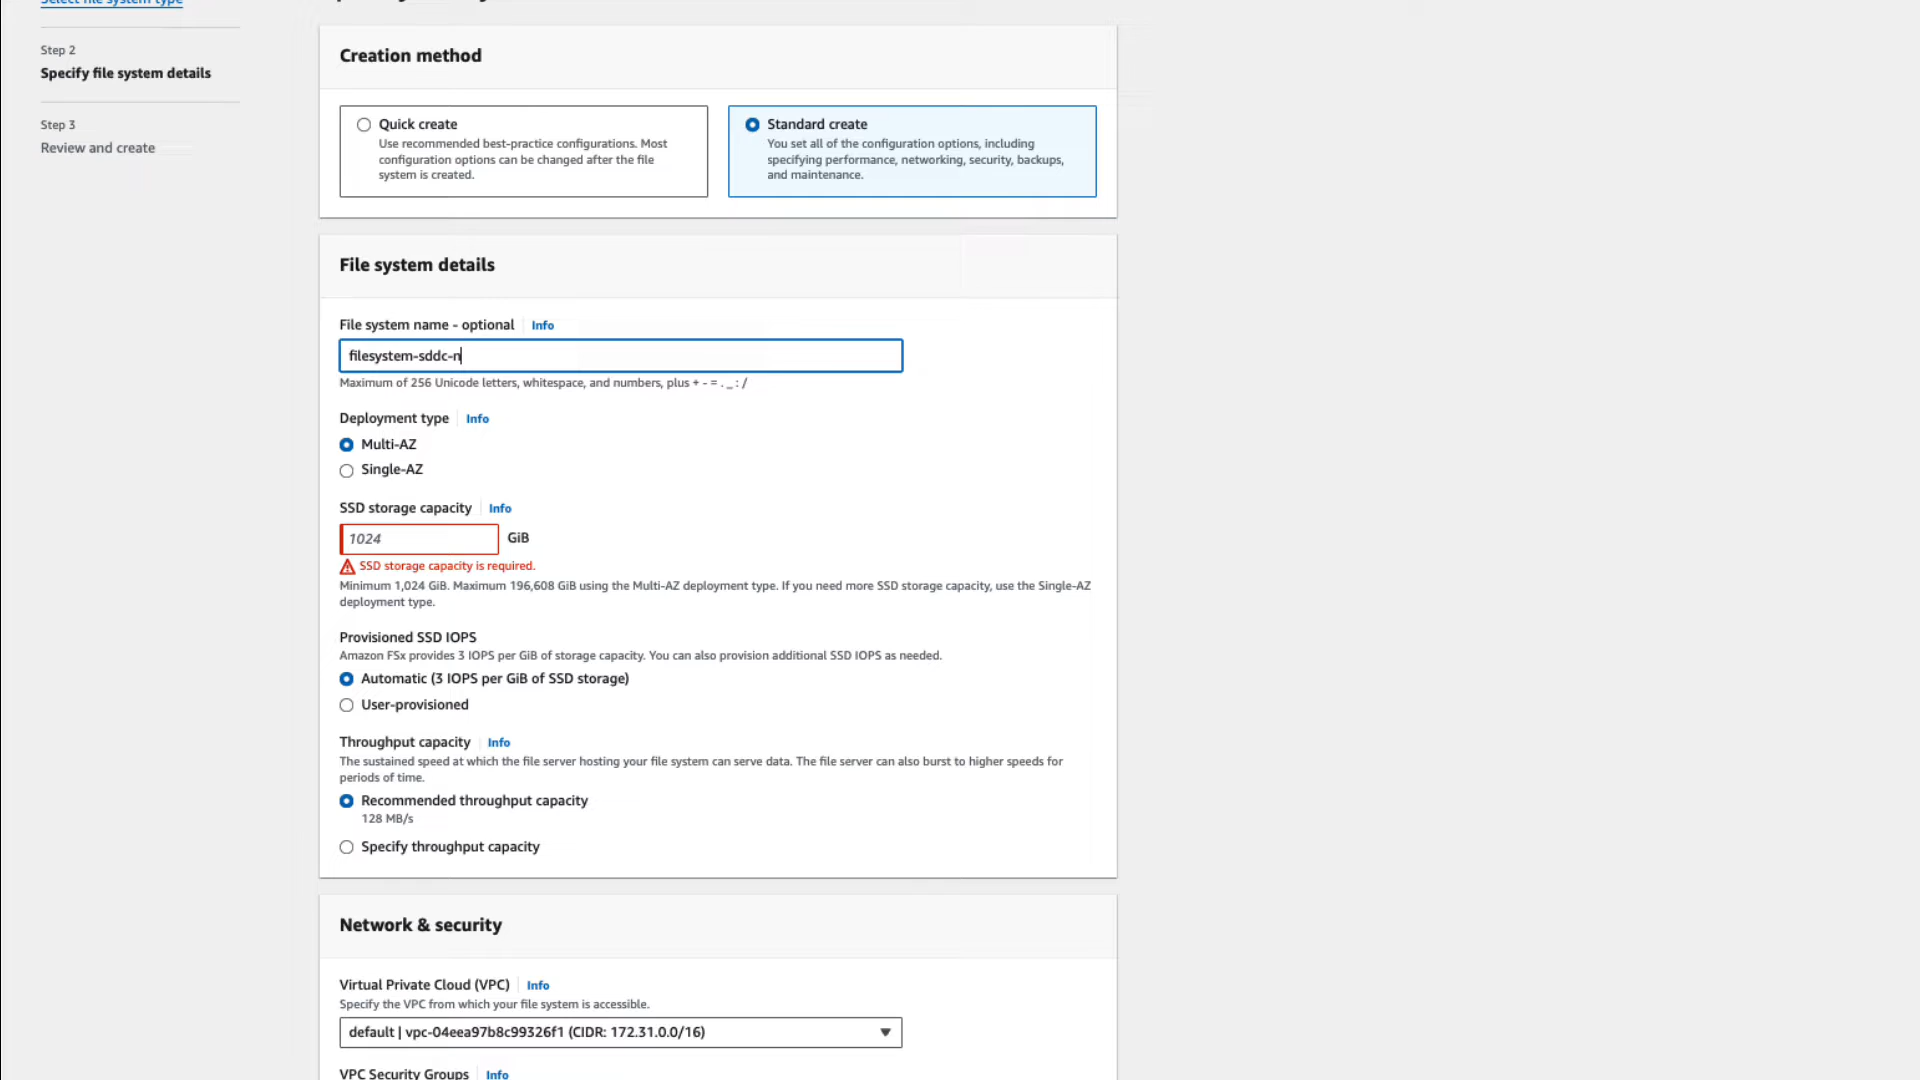 Select file system type
Step 2
Specify file system details
Step 3
Review and create
Creation method
Quick create
Use recommended best-practice configurations. Most
configuration options can be changed after the file
system is created.
Standard create
You set all of the configuration options, including
specifying performance, networking, security, backups,
and maintenance.
File system details
File system name - optional Info
filesystem-sddc-n
Maximum of 256 Unicode letters, whitespace, and numbers, plus + - = . _ : /
Deployment type Info
Multi-AZ
Single-AZ
SSD storage capacity Info
1024 GiB
SSD storage capacity is required.
Minimum 1,024 GiB. Maximum 196,608 GiB using the Multi-AZ deployment type. If you need more SSD storage capacity, use the Single-AZ
deployment type.
Provisioned SSD IOPS
Amazon FSx provides 3 IOPS per GiB of storage capacity. You can also provision additional SSD IOPS as needed.
Automatic (3 IOPS per GiB of SSD storage)
User-provisioned
Throughput capacity Info
The sustained speed at which the file server hosting your file system can serve data. The file server can also burst to higher speeds for
periods of time.
Recommended throughput capacity
128 MB/s
Specify throughput capacity
Network & security
Virtual Private Cloud (VPC) Info
Specify the VPC from which your file system is accessible.
default | vpc-04eea97b8c99326f1 (CIDR: 172.31.0.0/16)
VPC Security Groups Info